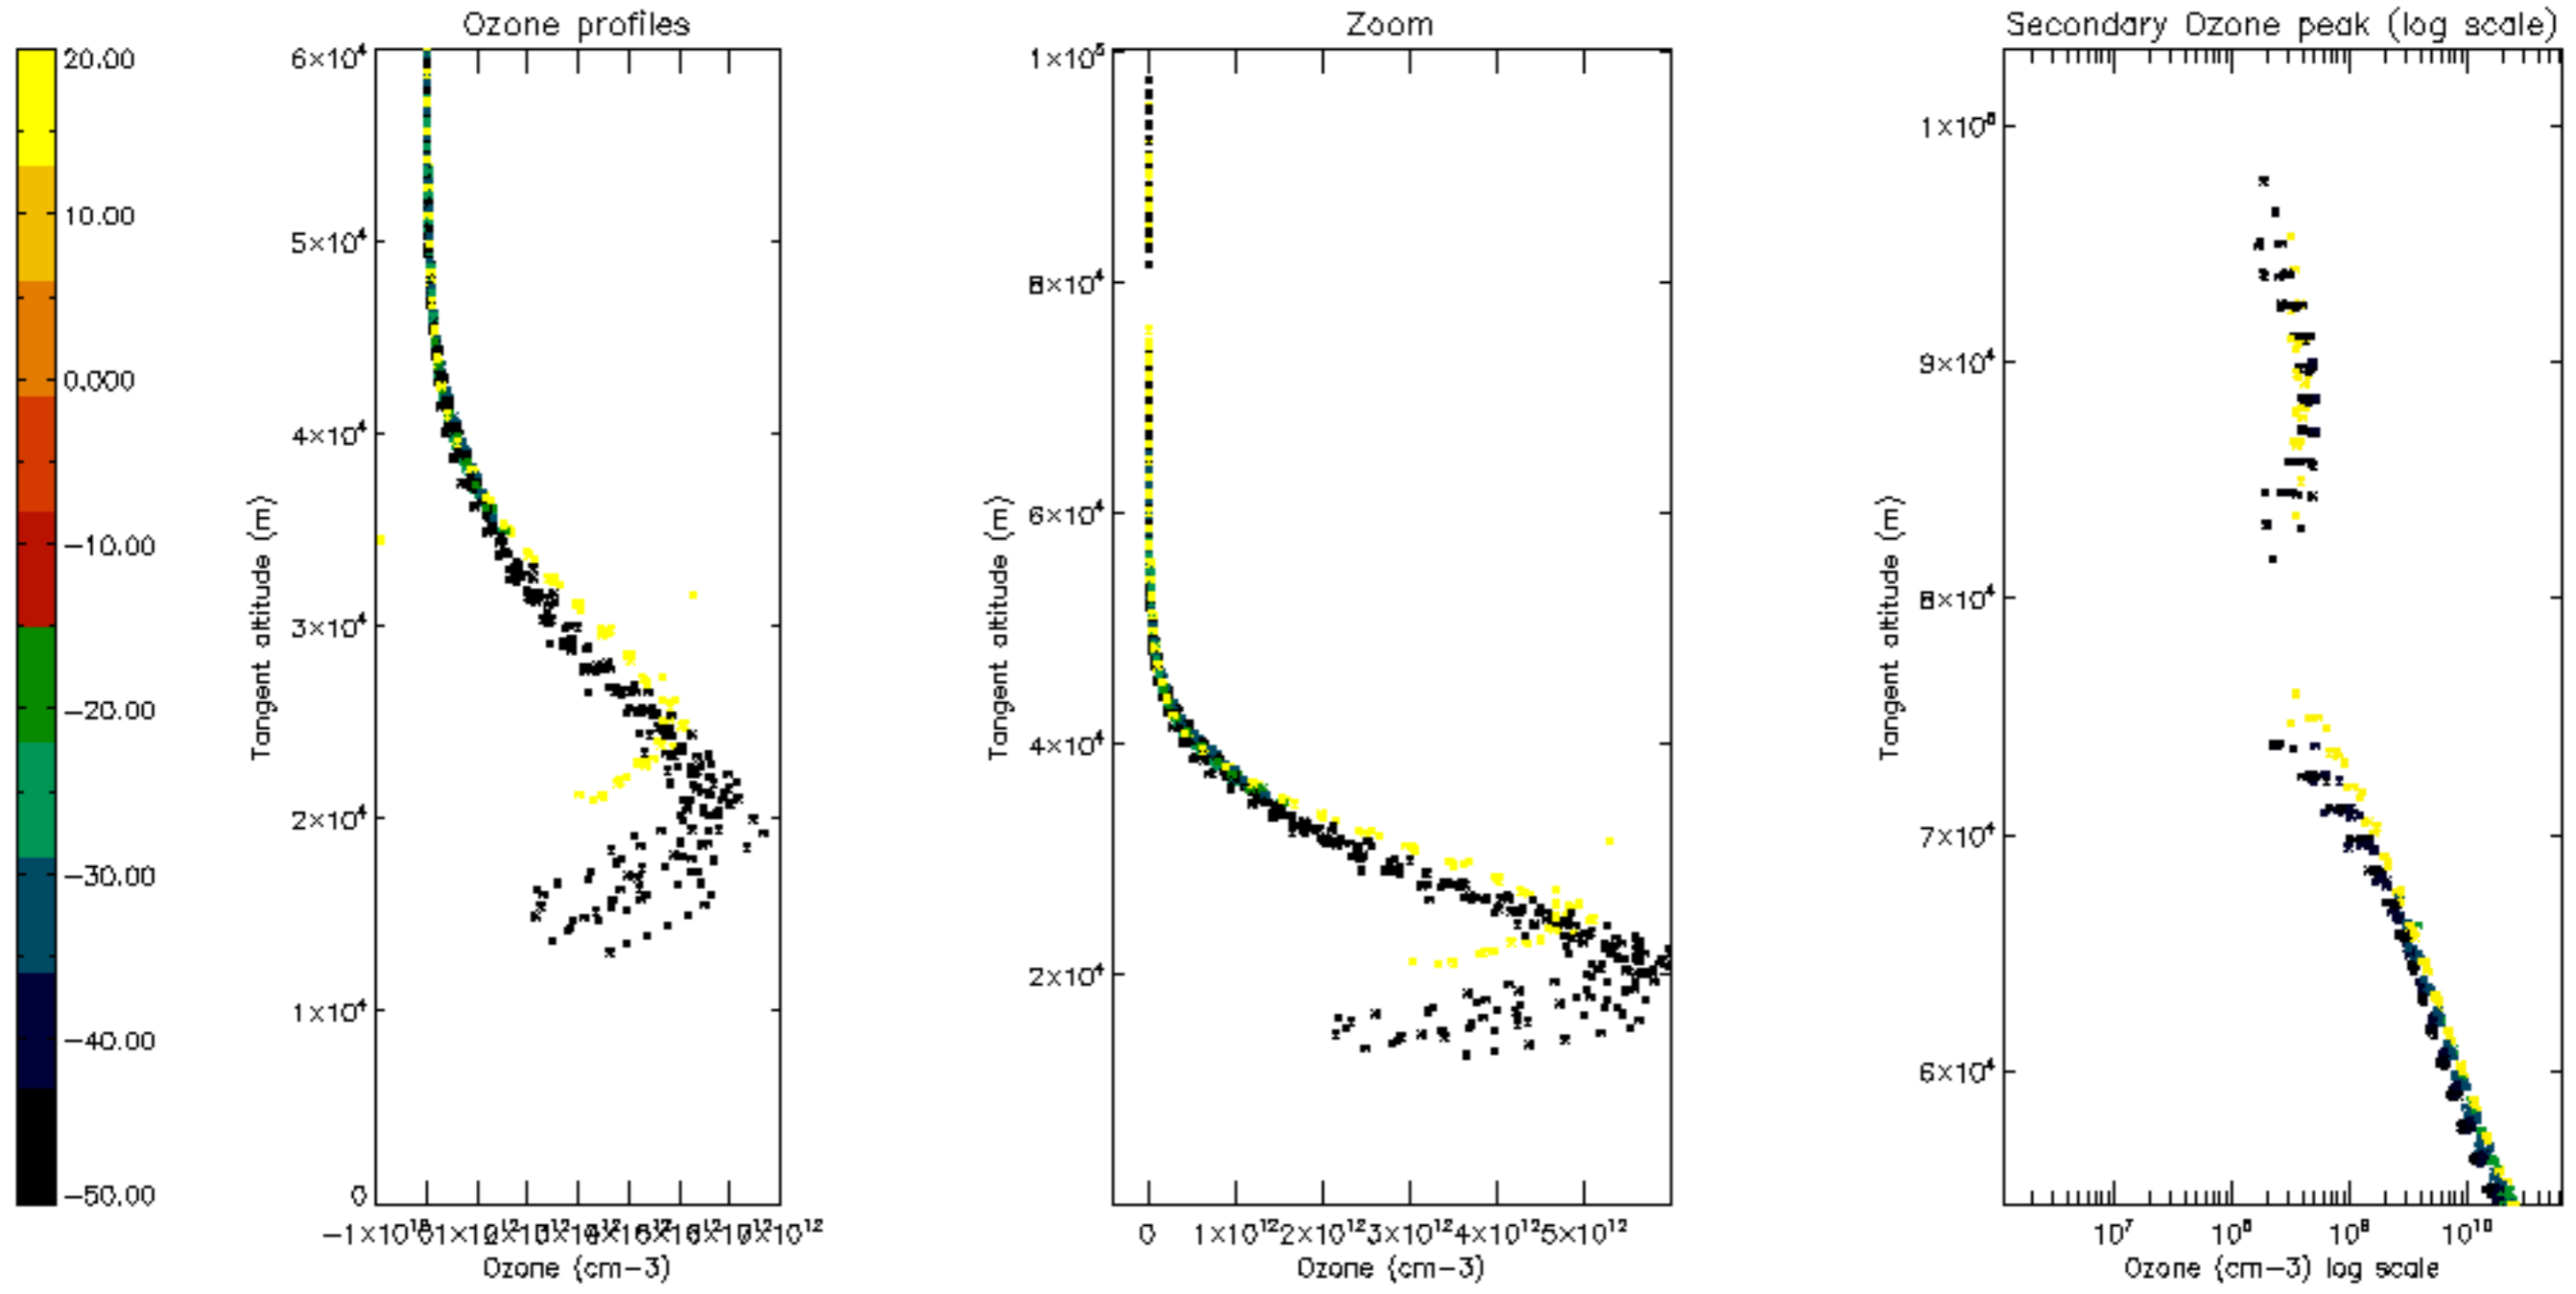 Ozone profiles
Zoom
Secondary Ozone peak (log scale)
20.00
10.00
0.000
−10.00
−20.00
−30.00
−40.00
−50.00
6×10⁴
5×10⁴
4×10⁴
3×10⁴
2×10⁴
1×10⁴
0
Tangent altitude (m)
Ozone (cm−3)
1×10⁵
8×10⁴
6×10⁴
4×10⁴
2×10⁴
Tangent altitude (m)
0 1×10¹² 2×10¹² 3×10¹² 4×10¹² 5×10¹²
Ozone (cm−3)
1×10⁵
9×10⁴
8×10⁴
7×10⁴
6×10⁴
Tangent altitude (m)
10⁷ 10⁸ 10⁹ 10¹⁰
Ozone (cm−3) log scale